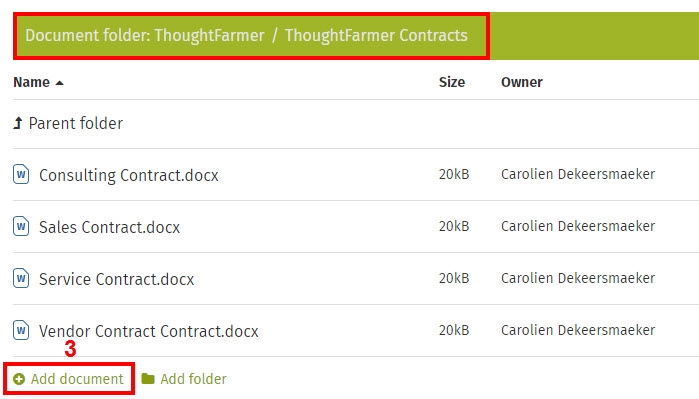 Document folder: ThoughtFarmer / ThoughtFarmer Contracts
Name Size Owner
Parent folder
Consulting Contract.docx 20kB Carolien Dekeersmaeker
Sales Contract.docx 20kB Carolien Dekeersmaeker
Service Contract.docx 20kB Carolien Dekeersmaeker
Vendor Contract Contract.docx 20kB Carolien Dekeersmaeker
3
Add document Add folder